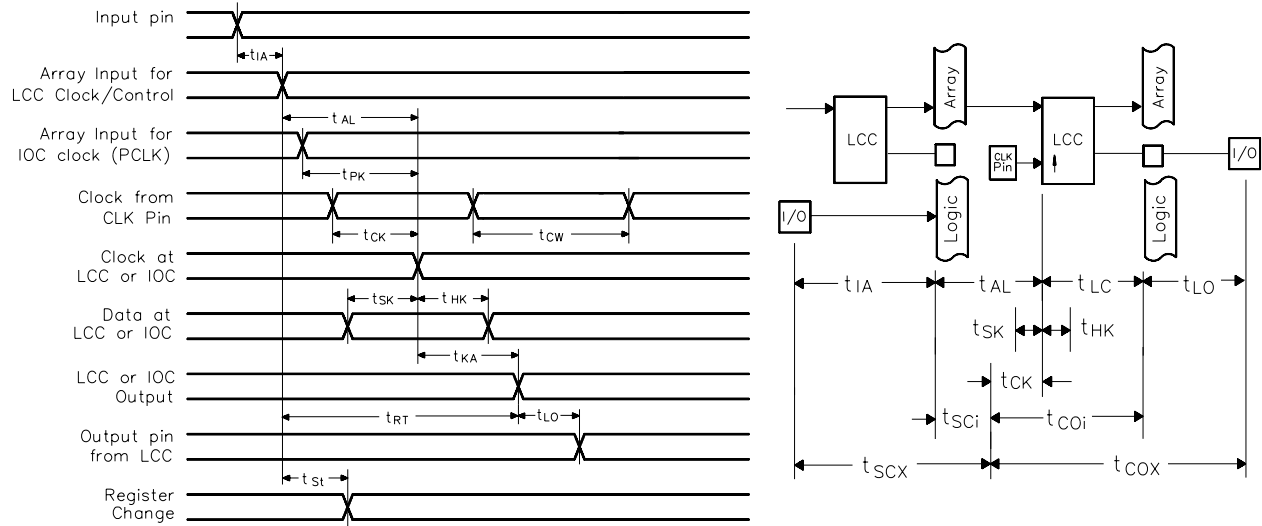 Input pin
tIA
Array Input for
LCC Clock/Control
tAL
Array Input for
IOC clock (PCLK)
tPK
Clock from
CLK Pin
tCK
tCW
Clock at
LCC or IOC
tSK
tHK
Data at
LCC or IOC
tKA
LCC or IOC
Output
tRT
tLO
Output pin
from LCC
tSt
Register
Change
Array
Array
LCC
LCC
CLK
Pin
I/O
I/O
Logic
Logic
tIA
tAL
tLC
tLO
tSK
tHK
tCK
tSCi
tCOi
tSCX
tCOX